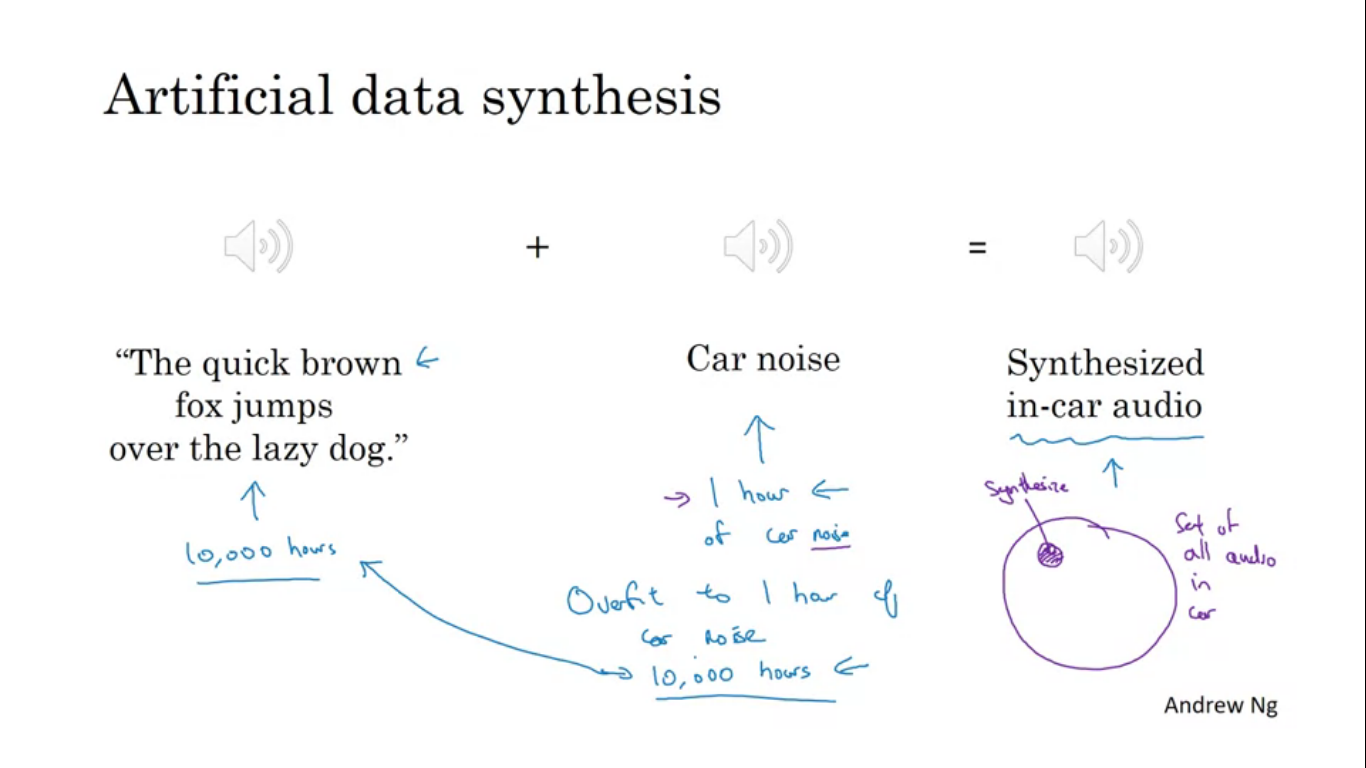 Artificial data synthesis
+
=
“The quick brown
fox jumps
over the lazy dog.”
10,000 hours
Car noise
1 hour
of car noise
Overfit to 1 hour of
car noise
10,000 hours
Synthesized
in-car audio
Synthesize
Set of
all audio
in
car
Andrew Ng